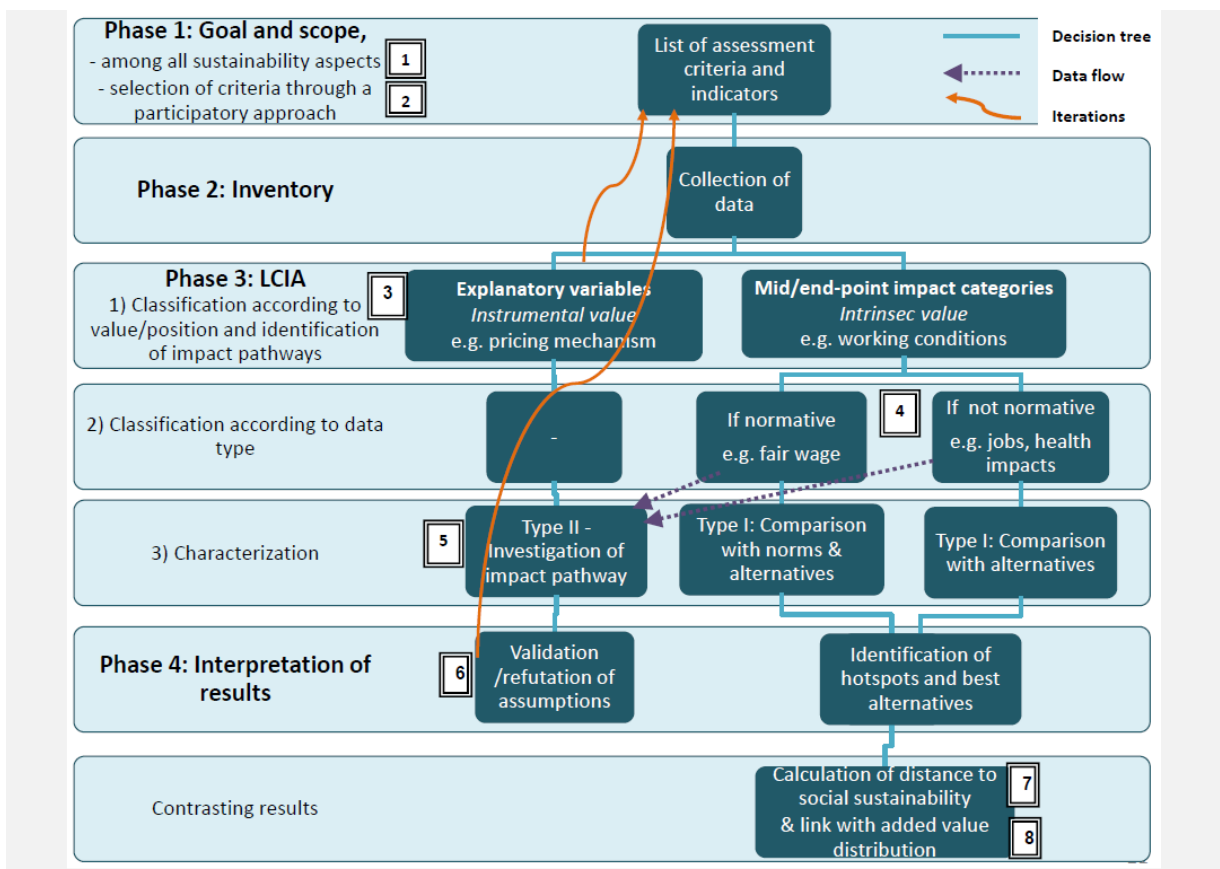 Phase 1: Goal and scope,
- among all sustainability aspects
1
- selection of criteria through a
participatory approach
2
List of assessment
criteria and
indicators
Decision tree
Data flow
Iterations
Phase 2: Inventory
Collection of
data
Phase 3: LCIA
1) Classification according to
value/position and identification
of impact pathways
3
Explanatory variables
Instrumental value
e.g. pricing mechanism
Mid/end-point impact categories
Intrinsec value
e.g. working conditions
2) Classification according to data
type
-
If normative
e.g. fair wage
4
If not normative
e.g. jobs, health
impacts
3) Characterization
5
Type II -
Investigation of
impact pathway
Type I: Comparison
with norms &
alternatives
Type I: Comparison
with alternatives
Phase 4: Interpretation of
results
6
Validation
/refutation of
assumptions
Identification of
hotspots and best
alternatives
Contrasting results
Calculation of distance to
social sustainability
7
& link with added value
distribution
8